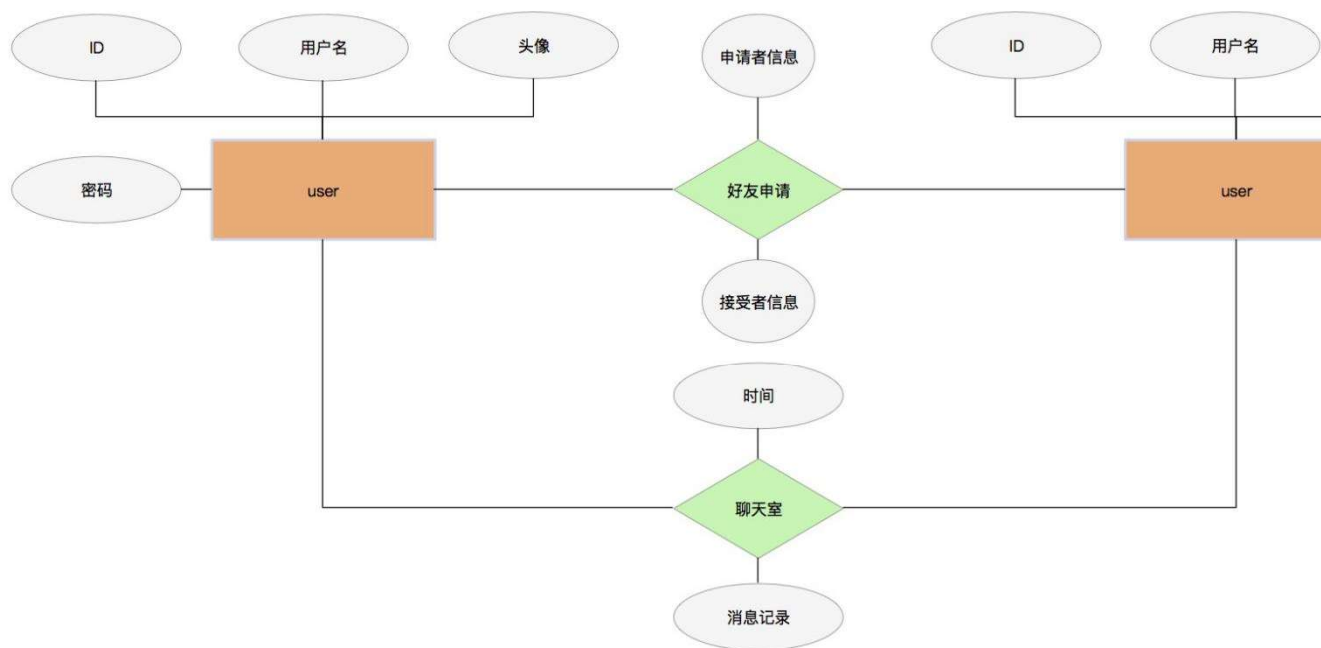 ID
用户名
头像
申请者信息
ID
用户名
密码
user
好友申请
user
接受者信息
时间
聊天室
消息记录